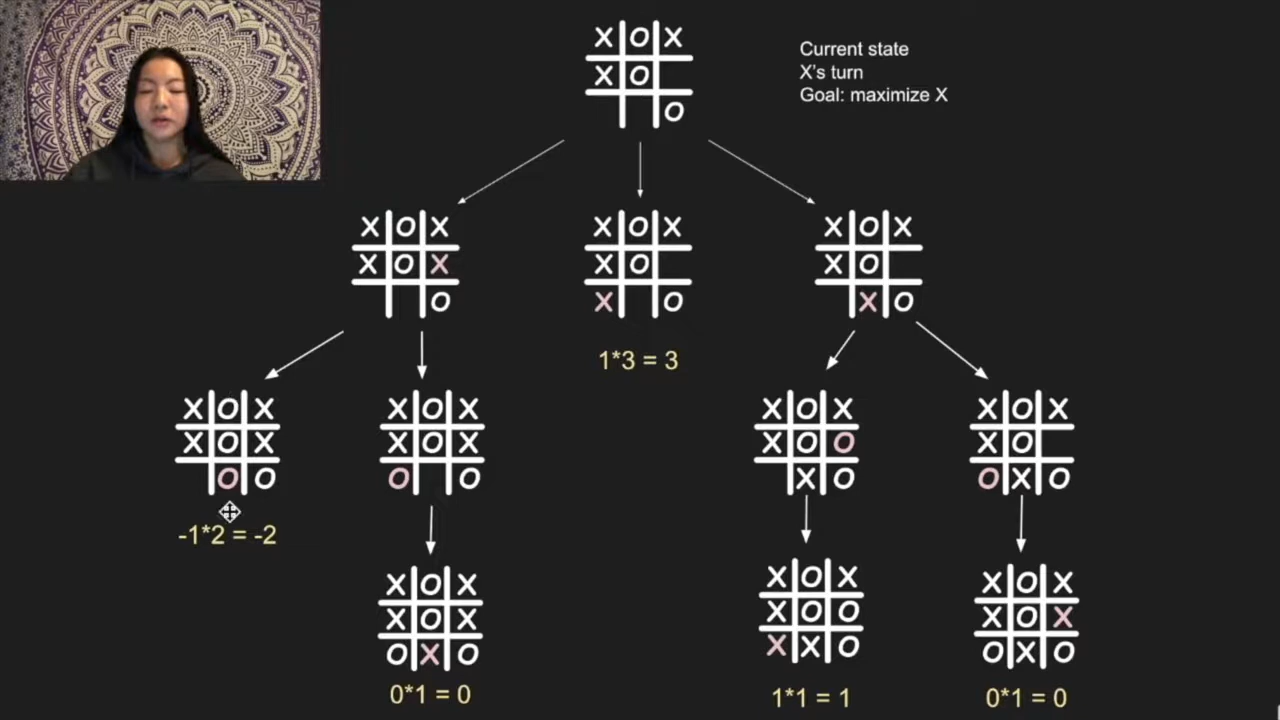 X O X
X O
O
Current state
X's turn
Goal: maximize X
X O X
X O X
O
X O X
X O
X O
X O X
X O
X O
1*3 = 3
X O X
X O X
O O
-1*2 = -2
X O X
X O X
O O
X O X
X O O
X O
X O X
X O
O X O
X O X
X O X
O X O
0*1 = 0
X O X
X O O
X X O
1*1 = 1
X O X
X O X
O X O
0*1 = 0